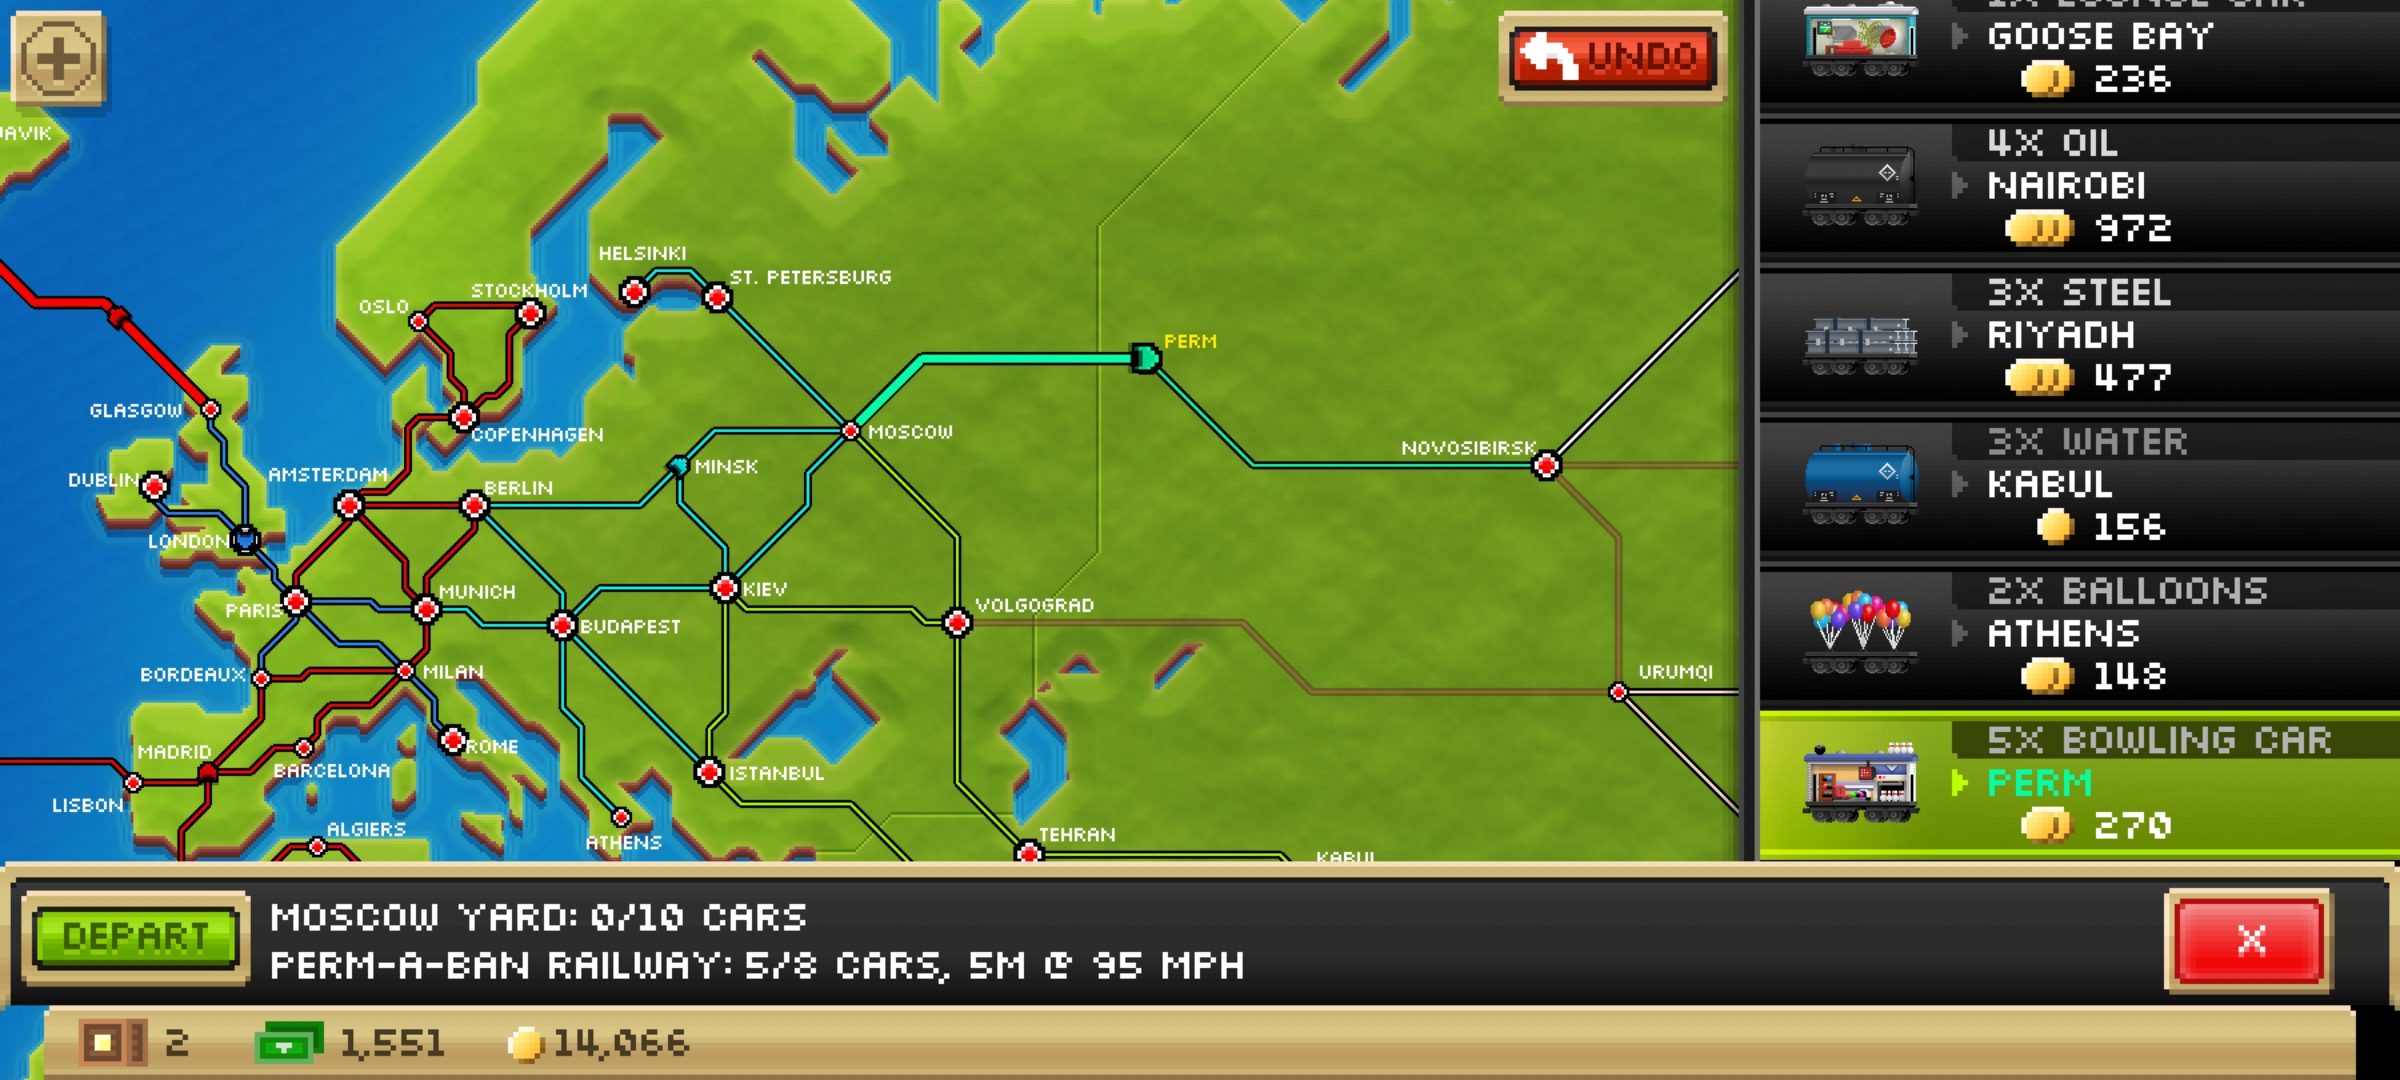 1X LOUNGE CAR
GOOSE BAY
236
UNDO
4X OIL
NAIROBI
972
3X STEEL
RIYADH
477
3X WATER
KABUL
156
2X BALLOONS
ATHENS
148
5X BOWLING CAR
PERM
270
HELSINKI
ST. PETERSBURG
STOCKHOLM
OSLO
PERM
GLASGOW
COPENHAGEN
MOSCOW
NOVOSIBIRSK
MINSK
DUBLIN
AMSTERDAM
BERLIN
LONDON
PARIS
MUNICH
KIEV
VOLGOGRAD
BUDAPEST
BORDEAUX
MILAN
URUMQI
MADRID
ROME
BARCELONA
ISTANBUL
LISBON
ALGIERS
ATHENS
TEHRAN
KABUL
DEPART
MOSCOW YARD: 0/10 CARS
PERM-A-BAN RAILWAY: 5/8 CARS, 5M @ 95 MPH
X
2
1,551
14,066